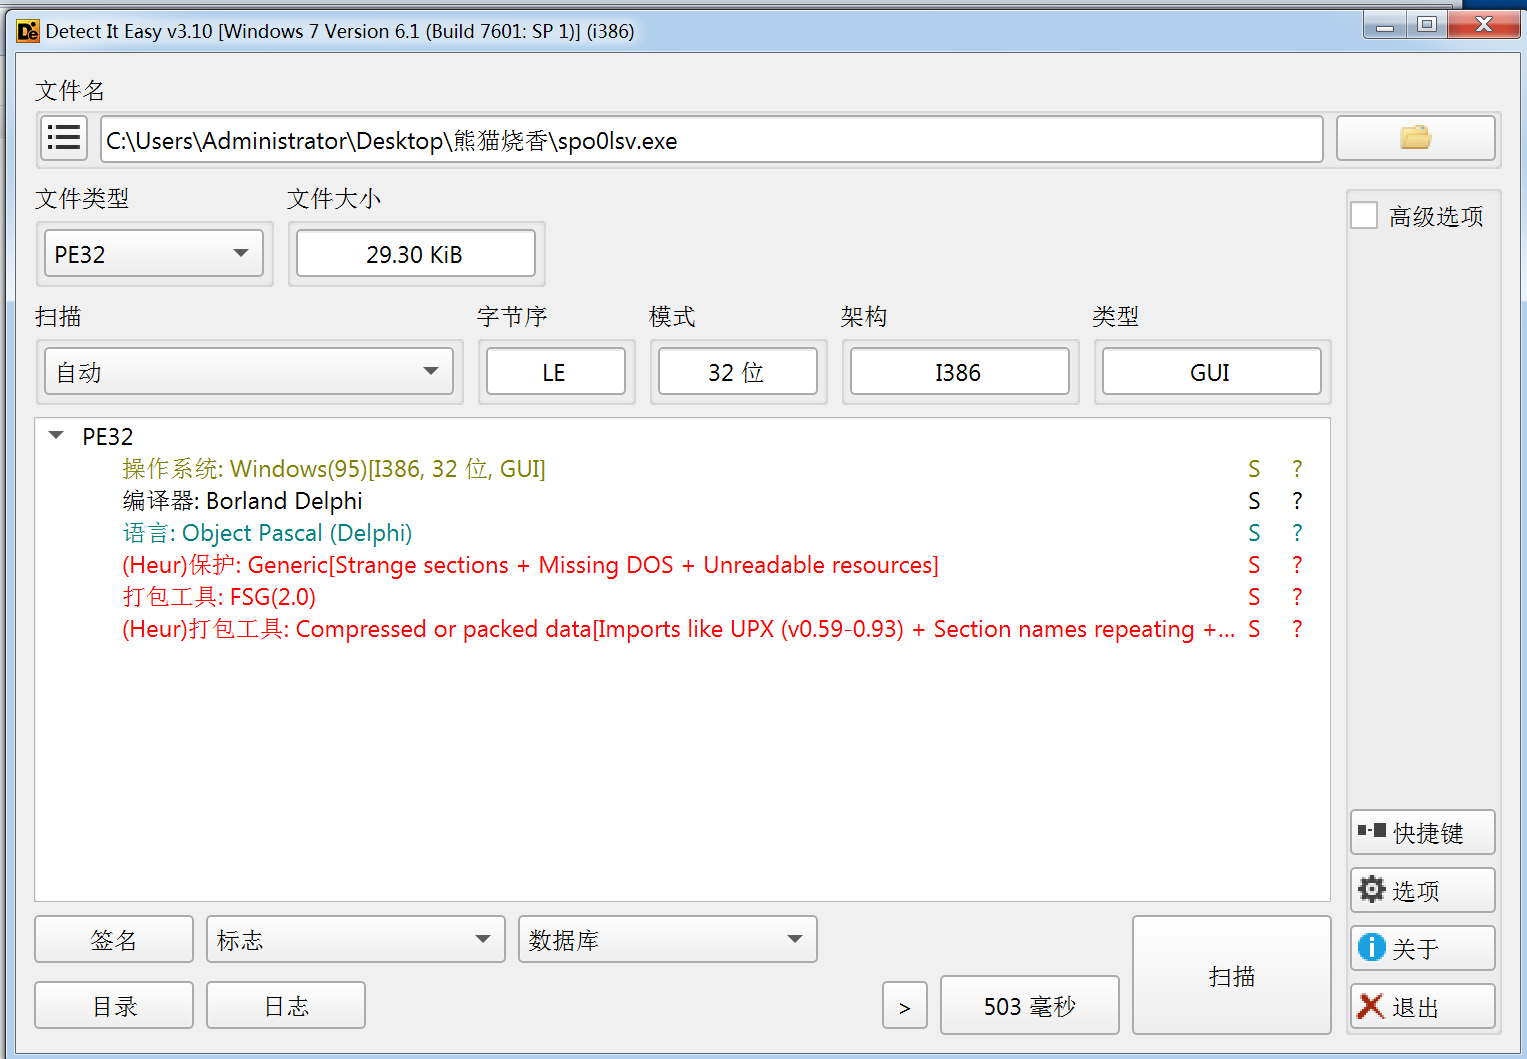 Detect It Easy v3.10 [Windows 7 Version 6.1 (Build 7601: SP 1)] (i386)
文件名
C:\Users\Administrator\Desktop\熊猫烧香\spo0lsv.exe
文件类型 文件大小
PE32 29.30 KiB
高级选项
扫描 字节序 模式 架构 类型
自动 LE 32 位 I386 GUI
PE32
操作系统: Windows(95)[I386, 32 位, GUI] S ?
编译器: Borland Delphi S ?
语言: Object Pascal (Delphi) S ?
(Heur)保护: Generic[Strange sections + Missing DOS + Unreadable resources] S ?
打包工具: FSG(2.0) S ?
(Heur)打包工具: Compressed or packed data[Imports like UPX (v0.59-0.93) + Section names repeating +... S ?
快捷键
选项
签名 标志 数据库
关于
扫描
目录 日志 > 503 毫秒
退出